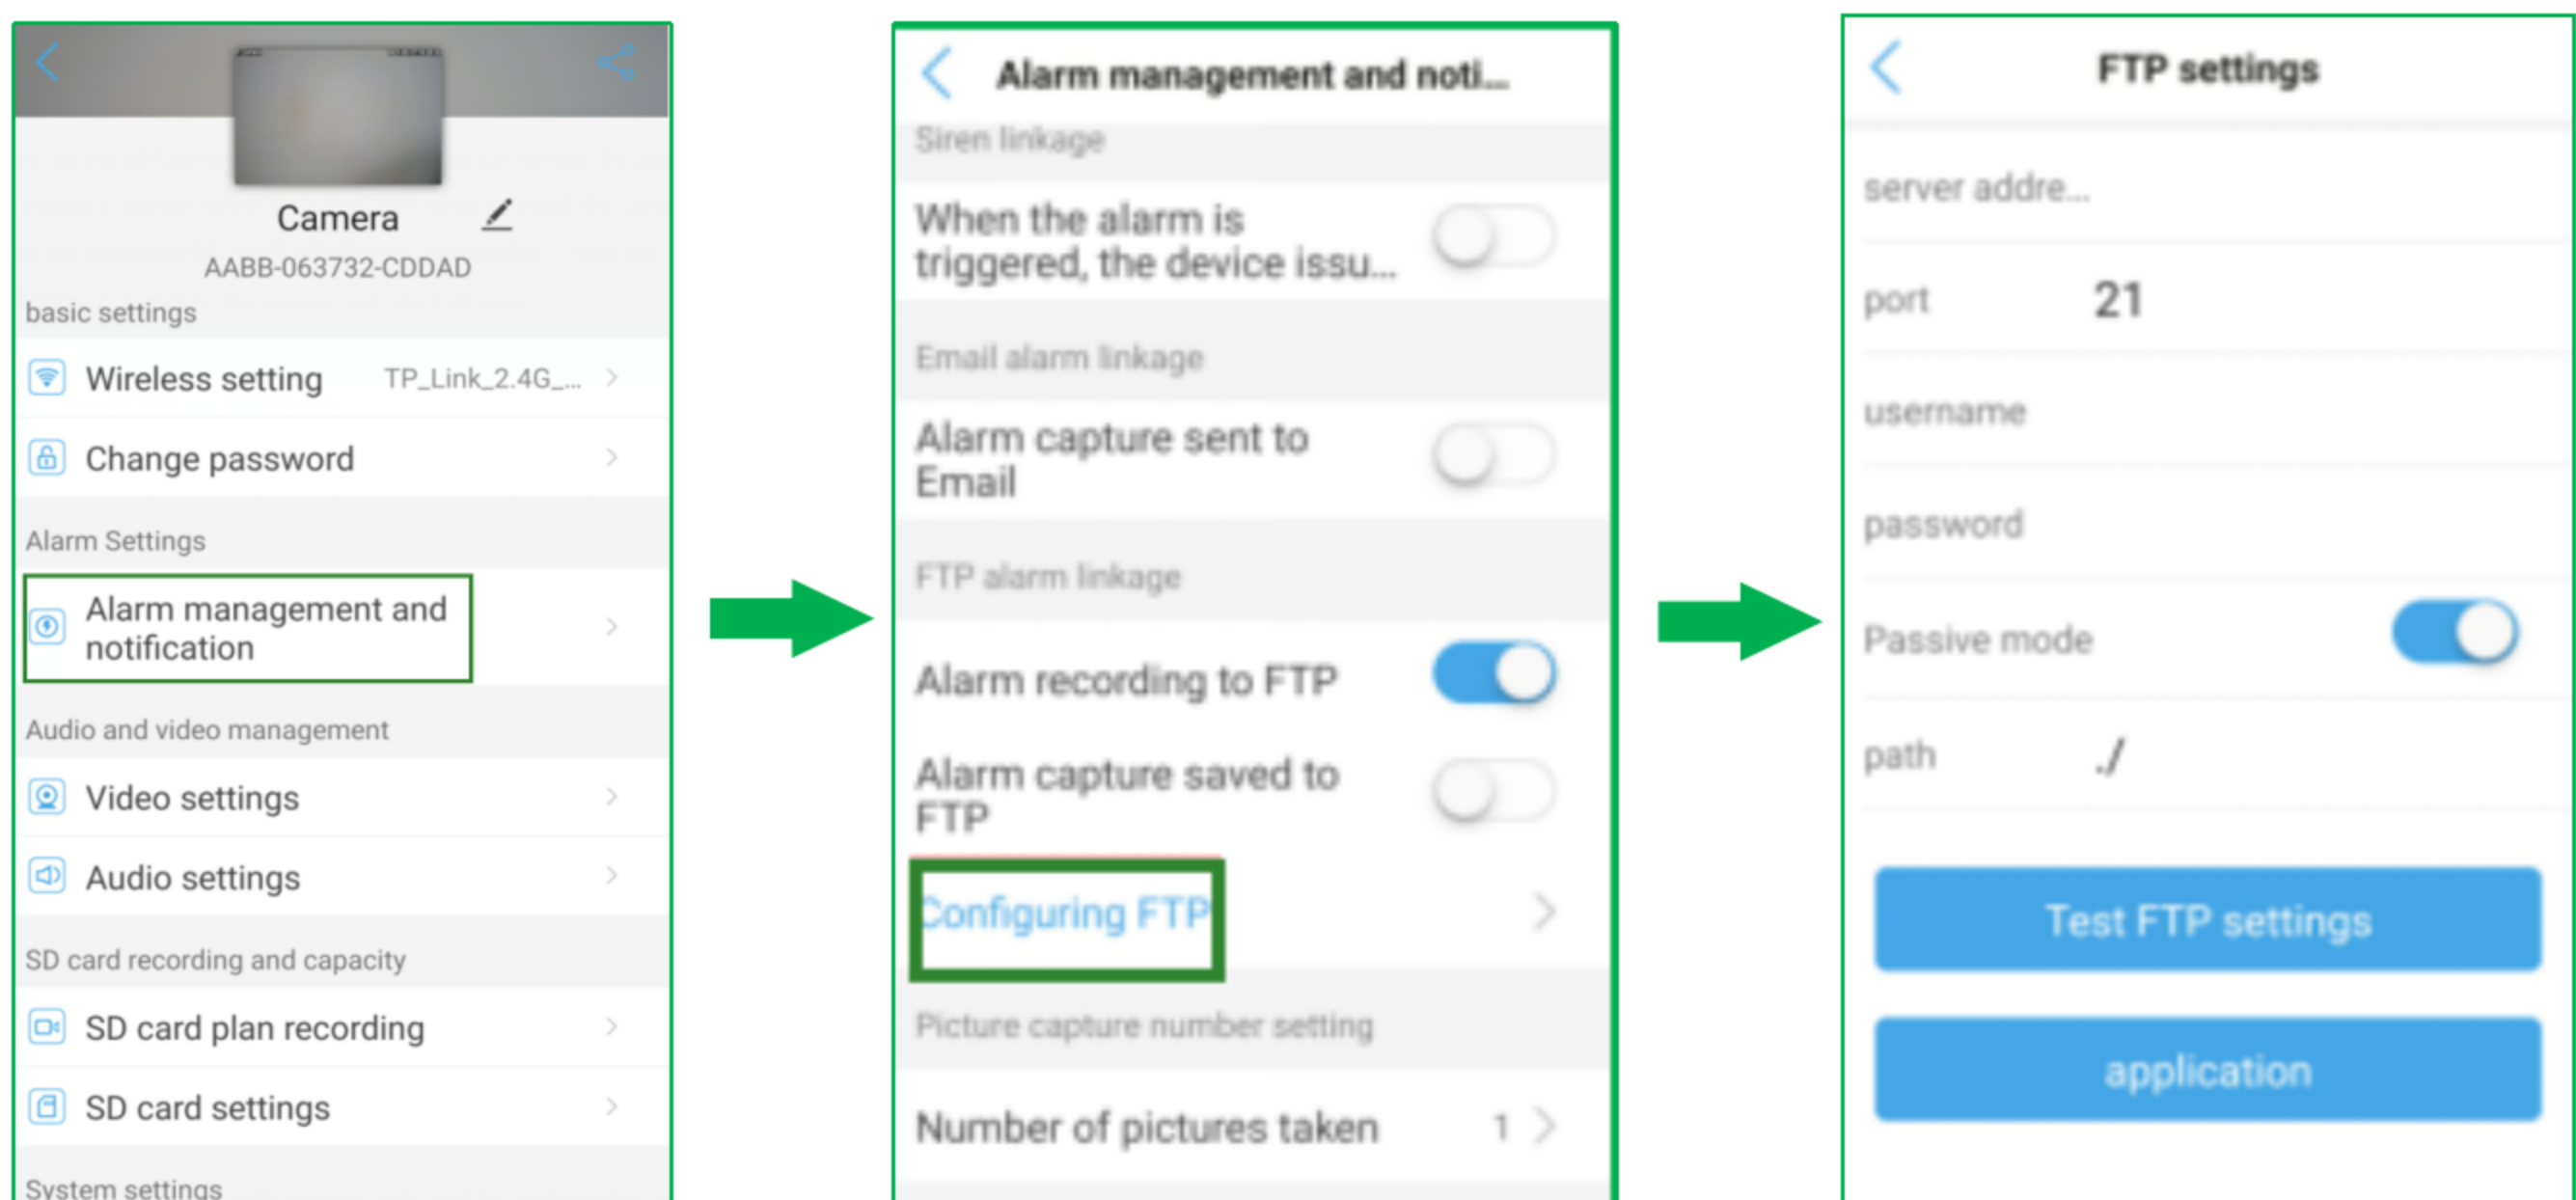 Camera
AABB-063732-CDDAD
basic settings
Wireless setting TP_Link_2.4G_...
Change password
Alarm Settings
Alarm management and
notification
Audio and video management
Video settings
Audio settings
SD card recording and capacity
SD card plan recording
SD card settings
System settings
Alarm management and noti...
Siren linkage
When the alarm is
triggered, the device issu...
Email alarm linkage
Alarm capture sent to
Email
FTP alarm linkage
Alarm recording to FTP
Alarm capture saved to
FTP
Configuring FTP
Picture capture number setting
Number of pictures taken 1
FTP settings
server addre...
port 21
username
password
Passive mode
path ./
Test FTP settings
application